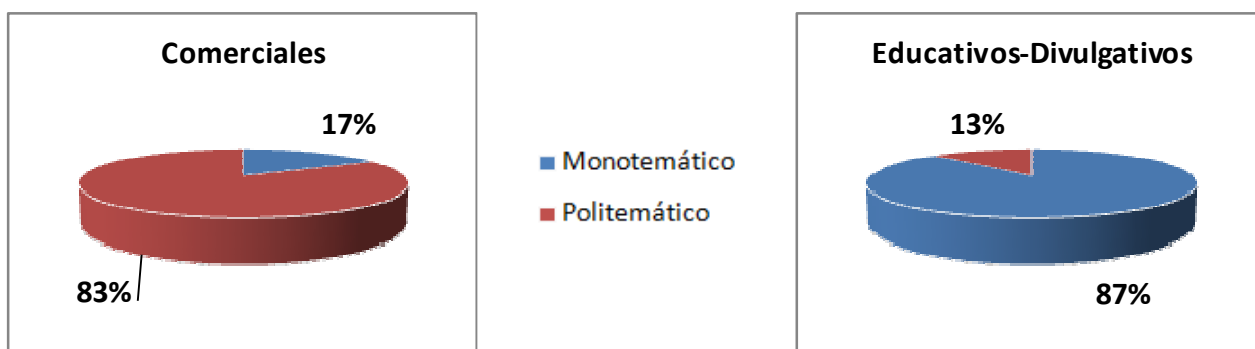 Comerciales
17%
83%
Monotemático
Politemático
Educativos-Divulgativos
13%
87%